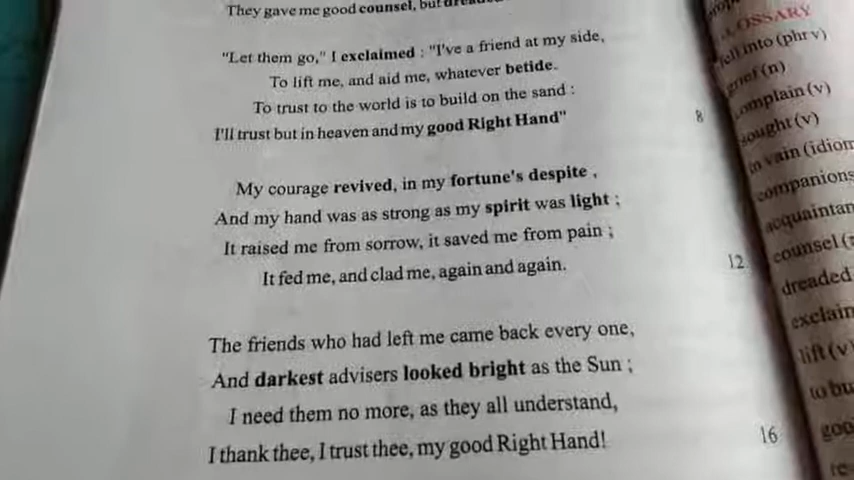 They gave me good counsel, but dreaded
"Let them go," I exclaimed : "I've a friend at my side,
To lift me, and aid me, whatever betide.
To trust to the world is to build on the sand :
I'll trust but in heaven and my good Right Hand"
8
My courage revived, in my fortune's despite ,
And my hand was as strong as my spirit was light ;
It raised me from sorrow, it saved me from pain ;
It fed me, and clad me, again and again.
12
The friends who had left me came back every one,
And darkest advisers looked bright as the Sun ;
I need them no more, as they all understand,
I thank thee, I trust thee, my good Right Hand!
16
LOSSARY
fell into (phr v)
grief (n)
complain (v)
sought (v)
in vain (idiom
companions
acquaintan
counsel (
dreaded
exclaim
lift (v)
to bu
goo
re